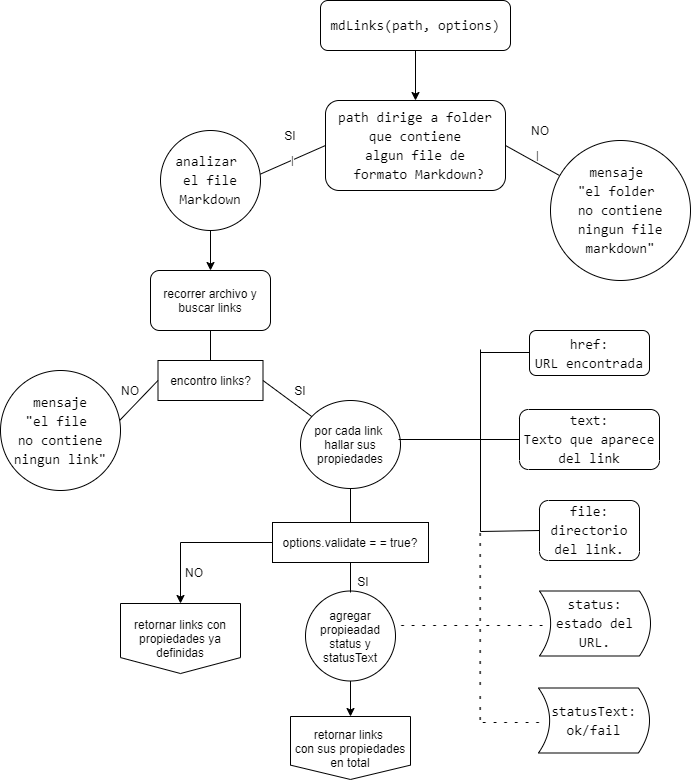 mdLinks(path, options)
path dirige a folder
que contiene
algun file de
formato Markdown?
SI
NO
analizar
el file
Markdown
mensaje
"el folder
no contiene
ningun file
markdown"
recorrer archivo y
buscar links
encontro links?
NO
SI
mensaje
"el file
no contiene
ningun link"
por cada link
hallar sus
propiedades
href:
URL encontrada
text:
Texto que aparece
del link
file:
directorio
del link.
options.validate = = true?
NO
SI
retornar links con
propiedades ya
definidas
agregar
propieadad
status y
statusText
status:
estado del
URL.
statusText:
ok/fail
retornar links
con sus propiedades
en total